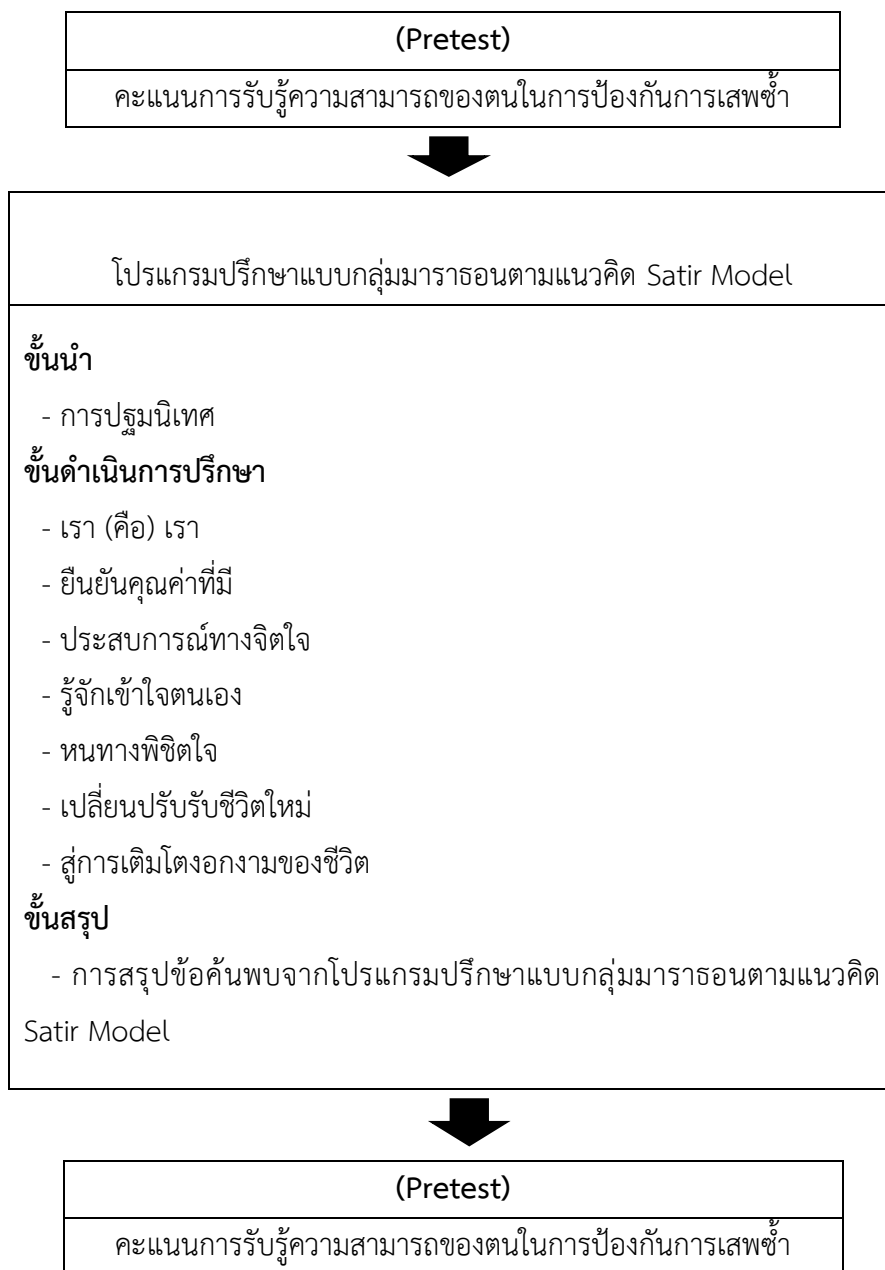 (Pretest)
คะแนนการรับรู้ความสามารถของตนในการป้องกันการเสพซ้ำ
โปรแกรมปรึกษาแบบกลุ่มมาราธอนตามแนวคิด Satir Model
ขั้นนำ
- การปฐมนิเทศ
ขั้นดำเนินการปรึกษา
- เรา (คือ) เรา
- ยืนยันคุณค่าที่มี
- ประสบการณ์ทางจิตใจ
- รู้จักเข้าใจตนเอง
- หนทางพิชิตใจ
- เปลี่ยนปรับรับชีวิตใหม่
- สู่การเติมโตงอกงามของชีวิต
ขั้นสรุป
- การสรุปข้อค้นพบจากโปรแกรมปรึกษาแบบกลุ่มมาราธอนตามแนวคิด
Satir Model
(Pretest)
คะแนนการรับรู้ความสามารถของตนในการป้องกันการเสพซ้ำ